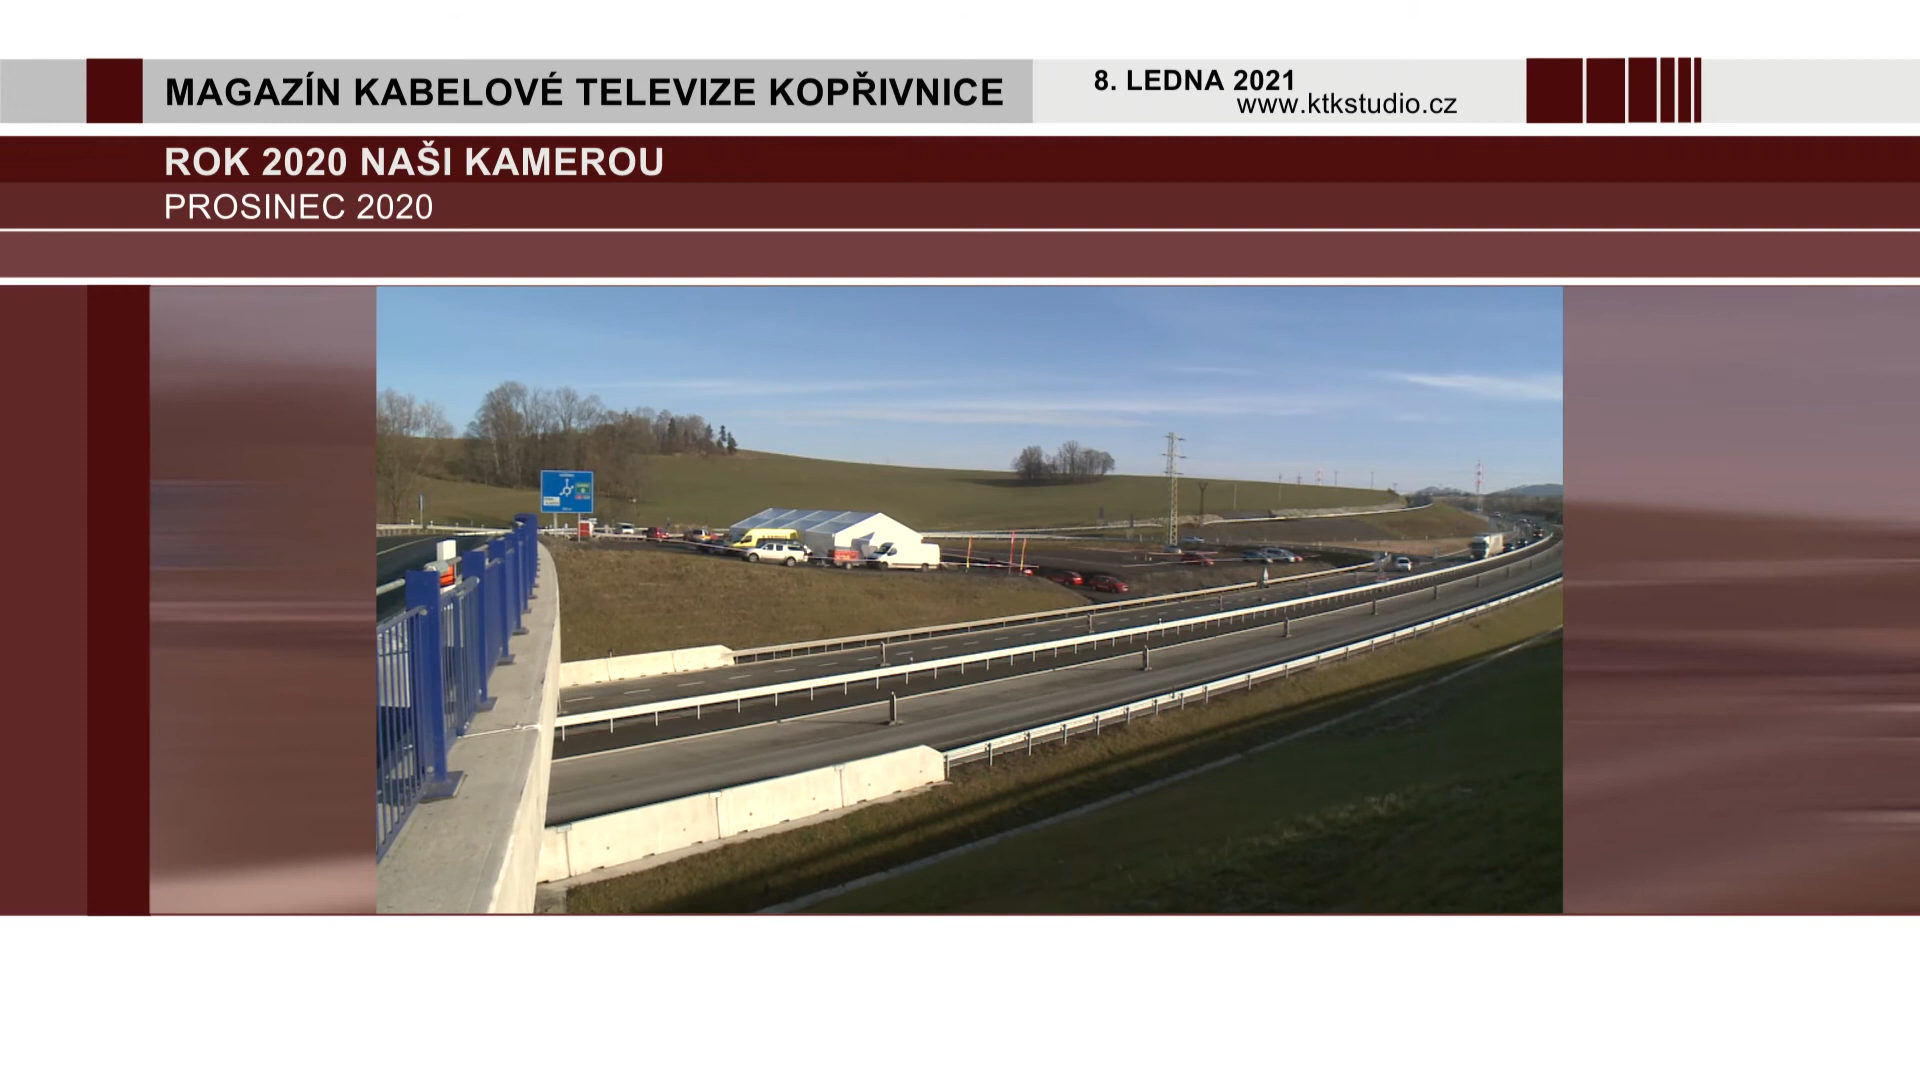 MAGAZÍN KABELOVÉ TELEVIZE KOPŘIVNICE
8. LEDNA 2021
www.ktkstudio.cz
ROK 2020 NAŠI KAMEROU
PROSINEC 2020